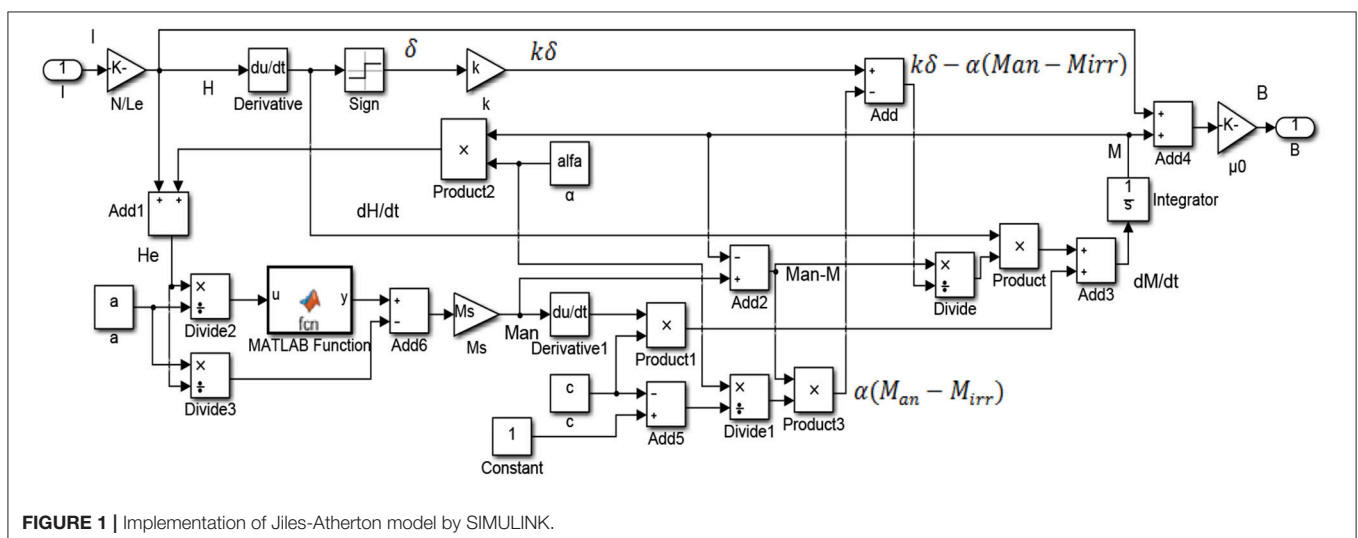 I
1
I
-K-
N/Le
H
du/dt
Derivative
Sign
δ
k
k
kδ
+
−
Add
kδ − α(Man − Mirr)
B
+
+
Add4
-K-
μ0
1
B
×
Product2
alfa
α
M
1
s
Integrator
Add1
+ +
He
dH/dt
−
+
Add2
Man-M
×
÷
Divide
×
Product
+
+
Add3
dM/dt
a
a
×
÷
Divide2
u
y
fcn
MATLAB Function
+
−
Add6
Ms
Ms
Man
du/dt
Derivative1
×
Product1
×
÷
Divide3
c
c
−
+
Add5
×
÷
Divide1
×
Product3
α(Man − Mirr)
1
Constant
FIGURE 1 | Implementation of Jiles-Atherton model by SIMULINK.